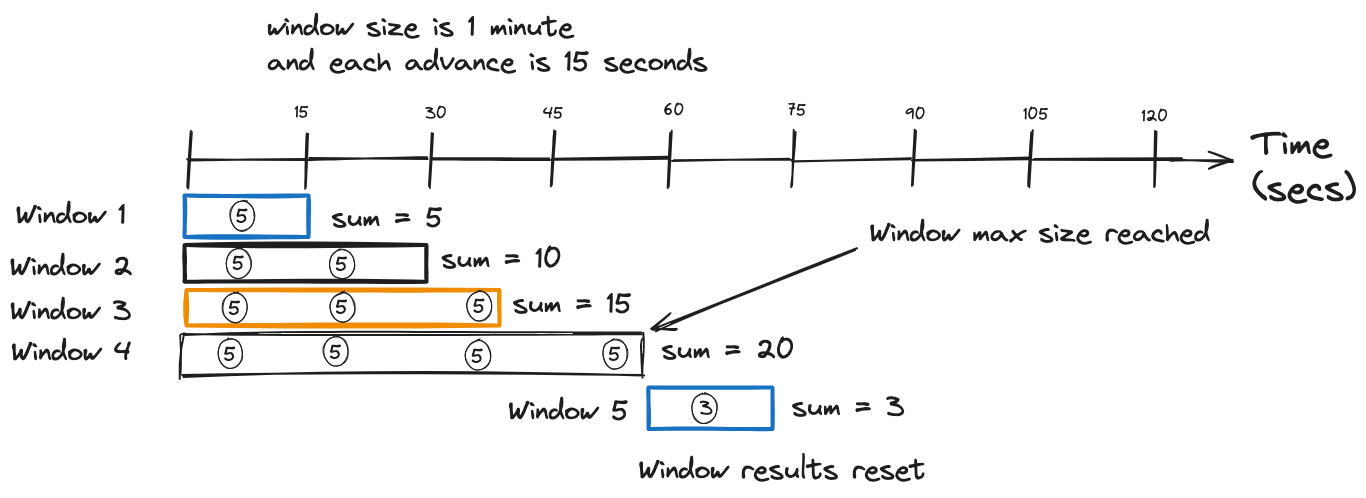 window size is 1 minute
and each advance is 15 seconds
15 30 45 60 75 90 105 120
Time
(secs)
Window 1 5 sum = 5
Window max size reached
Window 2 5 5 sum = 10
Window 3 5 5 5 sum = 15
Window 4 5 5 5 5 sum = 20
Window 5 3 sum = 3
Window results reset